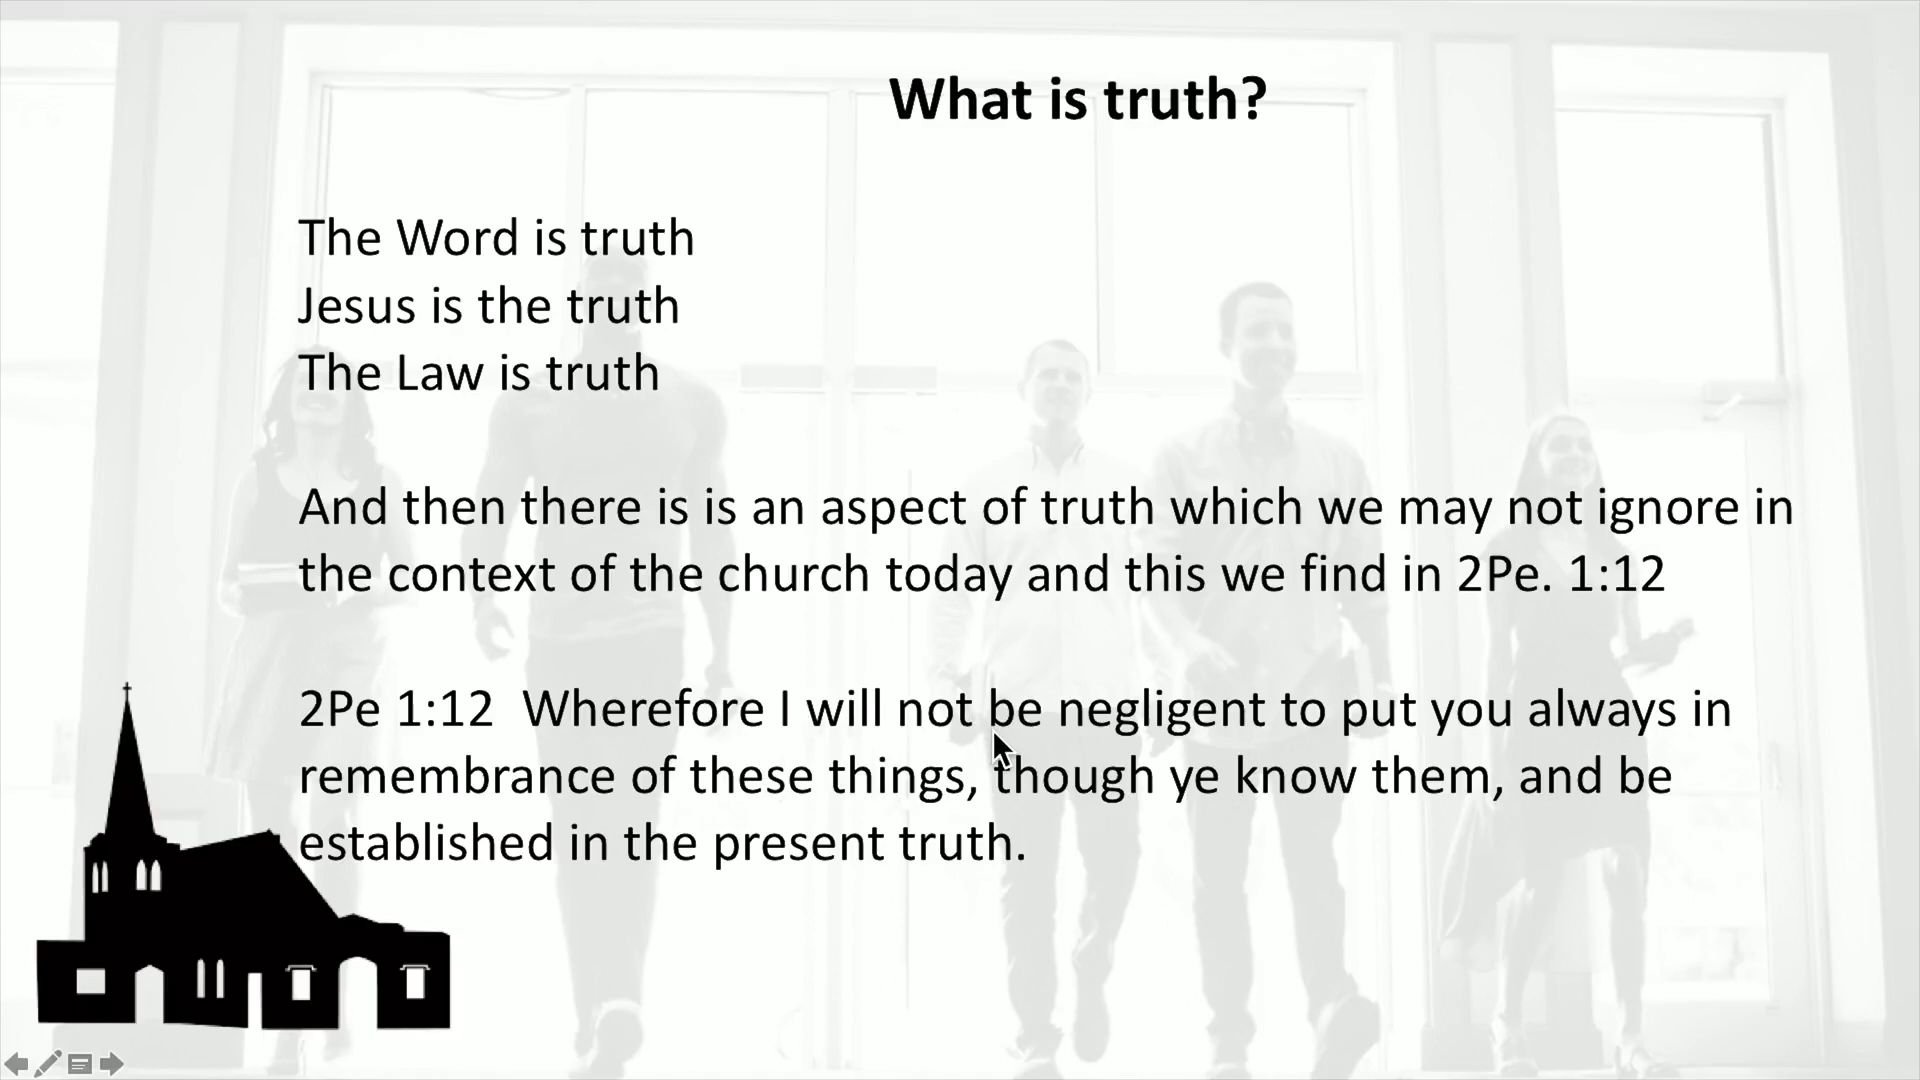 What is truth?
The Word is truth
Jesus is the truth
The Law is truth
And then there is is an aspect of truth which we may not ignore in
the context of the church today and this we find in 2Pe. 1:12
2Pe 1:12  Wherefore I will not be negligent to put you always in
remembrance of these things, though ye know them, and be
established in the present truth.